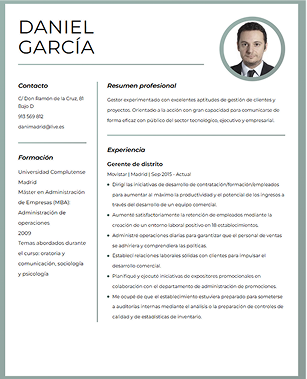 DANIEL
GARCÍA
Contacto
C/ Don Ramón de la Cruz, 81
Bajo D
913 569 812
danimadrid@live.es
Formación
Universidad Complutense
Madrid
Máster en Administración
de Empresas (MBA):
Administración de
operaciones
2009
Temas abordados durante
el curso: oratoria y
comunicación, sociología
y psicología
Resumen profesional
Gestor experimentado con excelentes aptitudes de gestión de clientes y
proyectos. Orientado a la acción con gran capacidad para comunicarse de
forma eficaz con público del sector tecnológico, ejecutivo y empresarial.
Experiencia
Gerente de distrito
Movistar | Madrid | Sep 2015 - Actual
• Dirigí las iniciativas de desarrollo de contratación/formación/empleados
para aumentar al máximo la productividad y el potencial de los ingresos a
través del desarrollo de un equipo comercial.
• Aumenté satisfactoriamente la retención de empleados mediante la
creación de un entorno laboral positivo en 18 establecimientos.
• Administré operaciones diarias para garantizar que el personal de ventas
se adhiriera y comprendiera las políticas.
• Establecí relaciones laborales sólidas con clientes para impulsar el
desarrollo comercial.
• Planifiqué y ejecuté iniciativas de expositores promocionales en
colaboración con el departamento de administración de promociones.
• Me ocupé de que el establecimiento estuviera preparado para someterse
a auditorías internas mediante el análisis o la creación de controles de
calidad y de estadísticas de inventario.